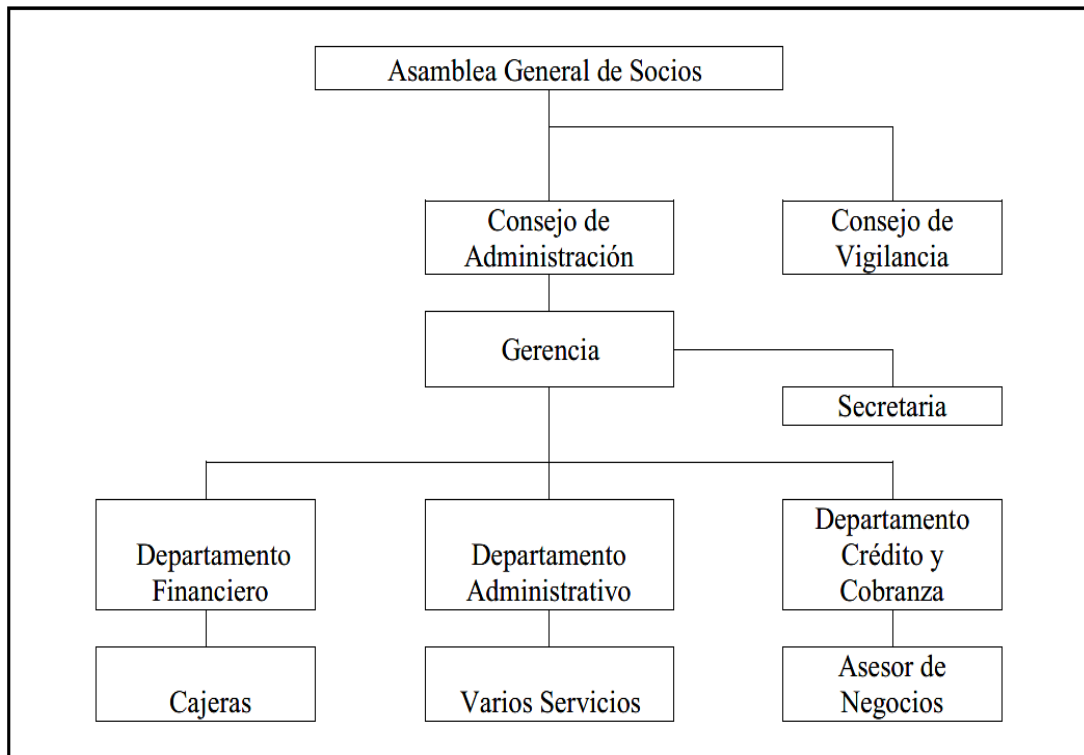 Asamblea General de Socios
Consejo de
Administración
Consejo de
Vigilancia
Gerencia
Secretaria
Departamento
Financiero
Departamento
Administrativo
Departamento
Crédito y
Cobranza
Cajeras
Varios Servicios
Asesor de
Negocios